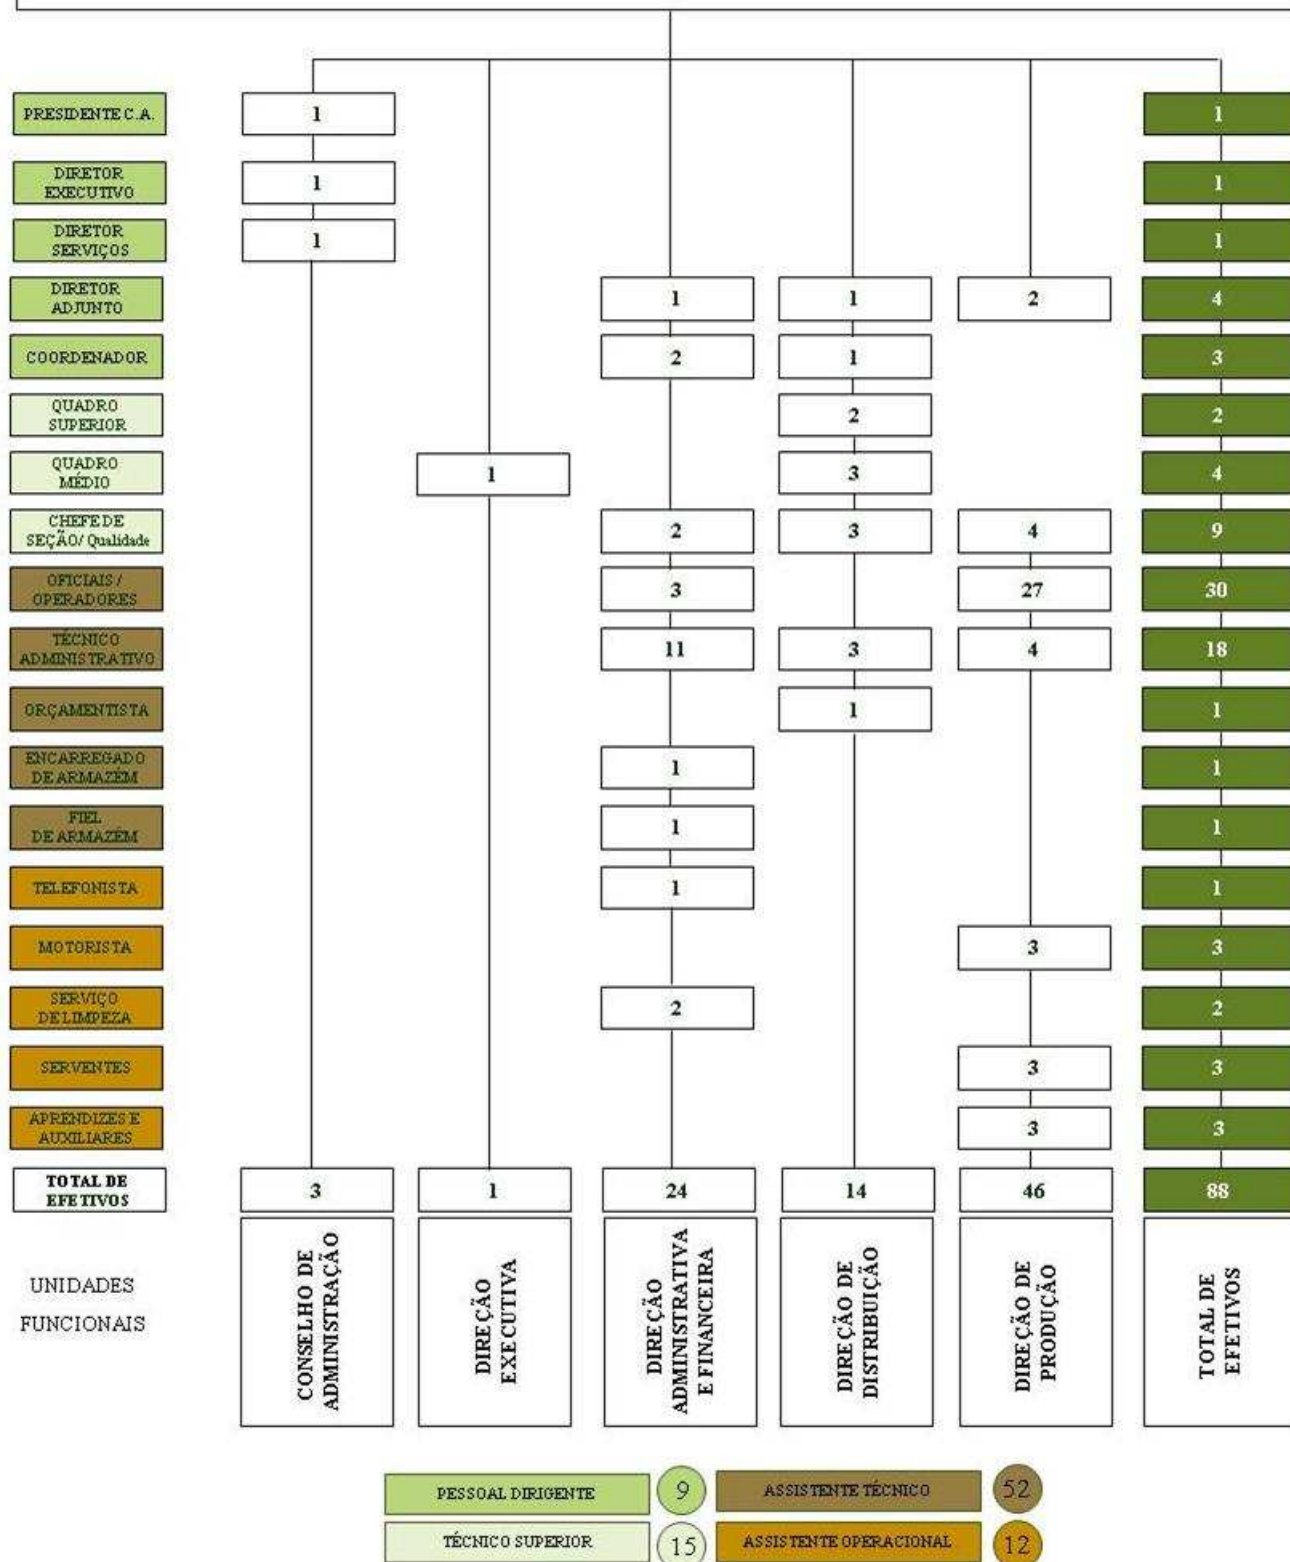 PRESIDENTE C.A.
1
1
DIRETOR
EXECUTIVO
1
1
DIRETOR
SERVIÇOS
1
1
DIRETOR
ADJUNTO
1
1
2
4
COORDENADOR
2
1
3
QUADRO
SUPERIOR
2
2
QUADRO
MÉDIO
1
3
4
CHEFE DE
SEÇÃO/ Qualidade
2
3
4
9
OFICIAIS /
OPERADORES
3
27
30
TÉCNICO
ADMINISTRATIVO
11
3
4
18
ORÇAMENTISTA
1
1
ENCARREGADO
DE ARMAZÉM
1
1
FIEL
DE ARMAZÉM
1
1
TELEFONISTA
1
1
MOTORISTA
3
3
SERVIÇO
DE LIMPEZA
2
2
SERVENTES
3
3
APRENDIZES E
AUXILIARES
3
3
TOTAL DE
EFETIVOS
3
1
24
14
46
88
UNIDADES
FUNCIONAIS
CONSELHO DE
ADMINISTRAÇÃO
DIREÇÃO
EXECUTIVA
DIREÇÃO
ADMINISTRATIVA
E FINANCEIRA
DIREÇÃO DE
DISTRIBUIÇÃO
DIREÇÃO DE
PRODUÇÃO
TOTAL DE
EFETIVOS
PESSOAL DIRIGENTE
9
ASSISTENTE TÉCNICO
52
TÉCNICO SUPERIOR
15
ASSISTENTE OPERACIONAL
12